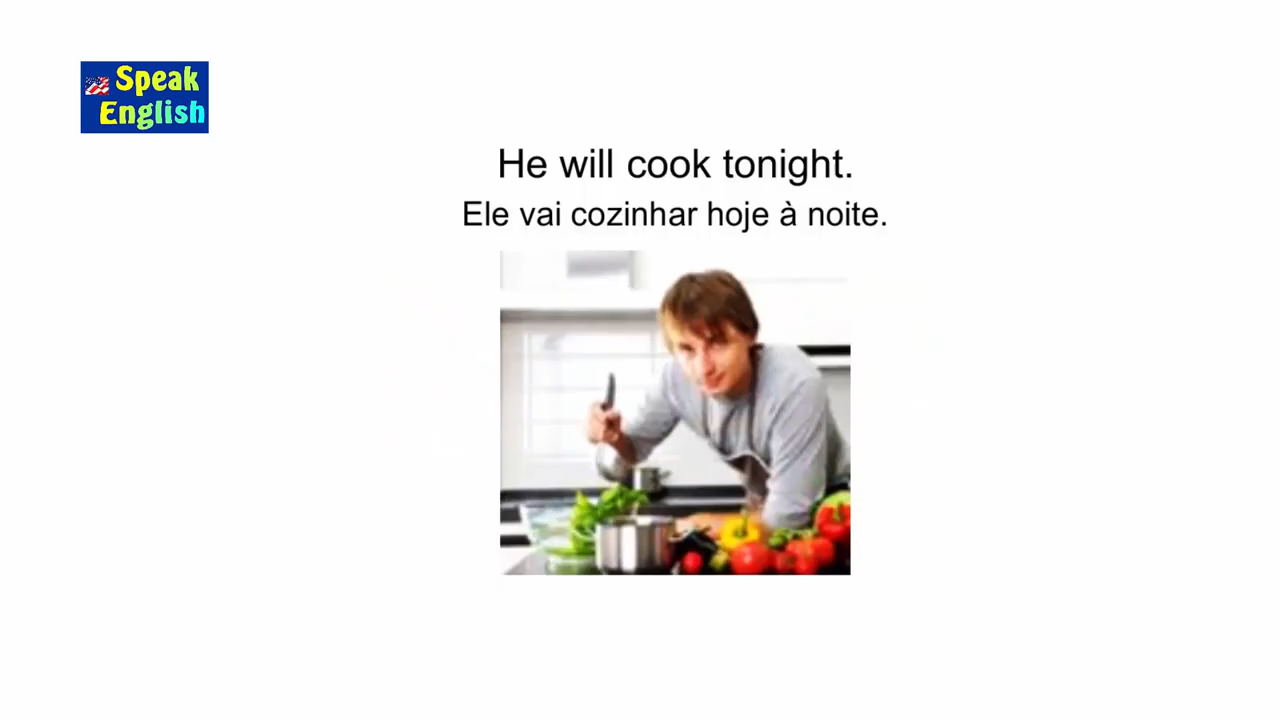 Speak
English
He will cook tonight.
Ele vai cozinhar hoje à noite.